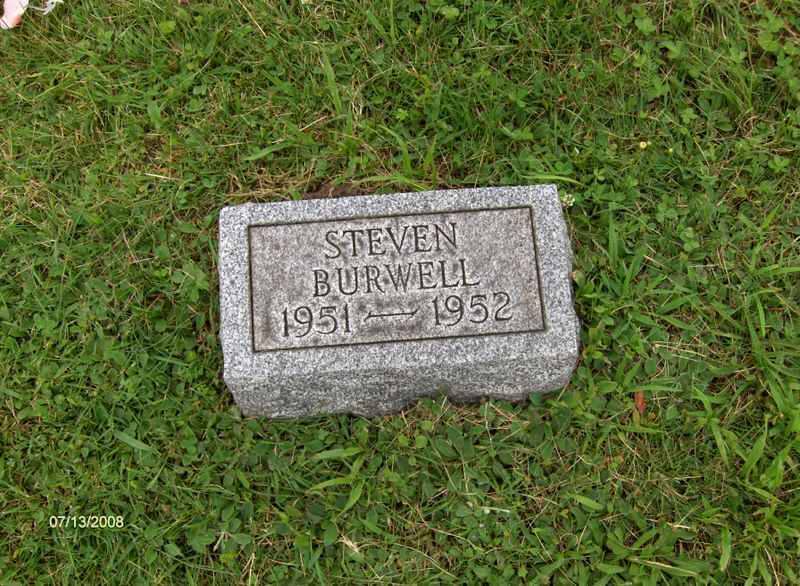 STEVEN
BURWELL
1951 — 1952
07/13/2008